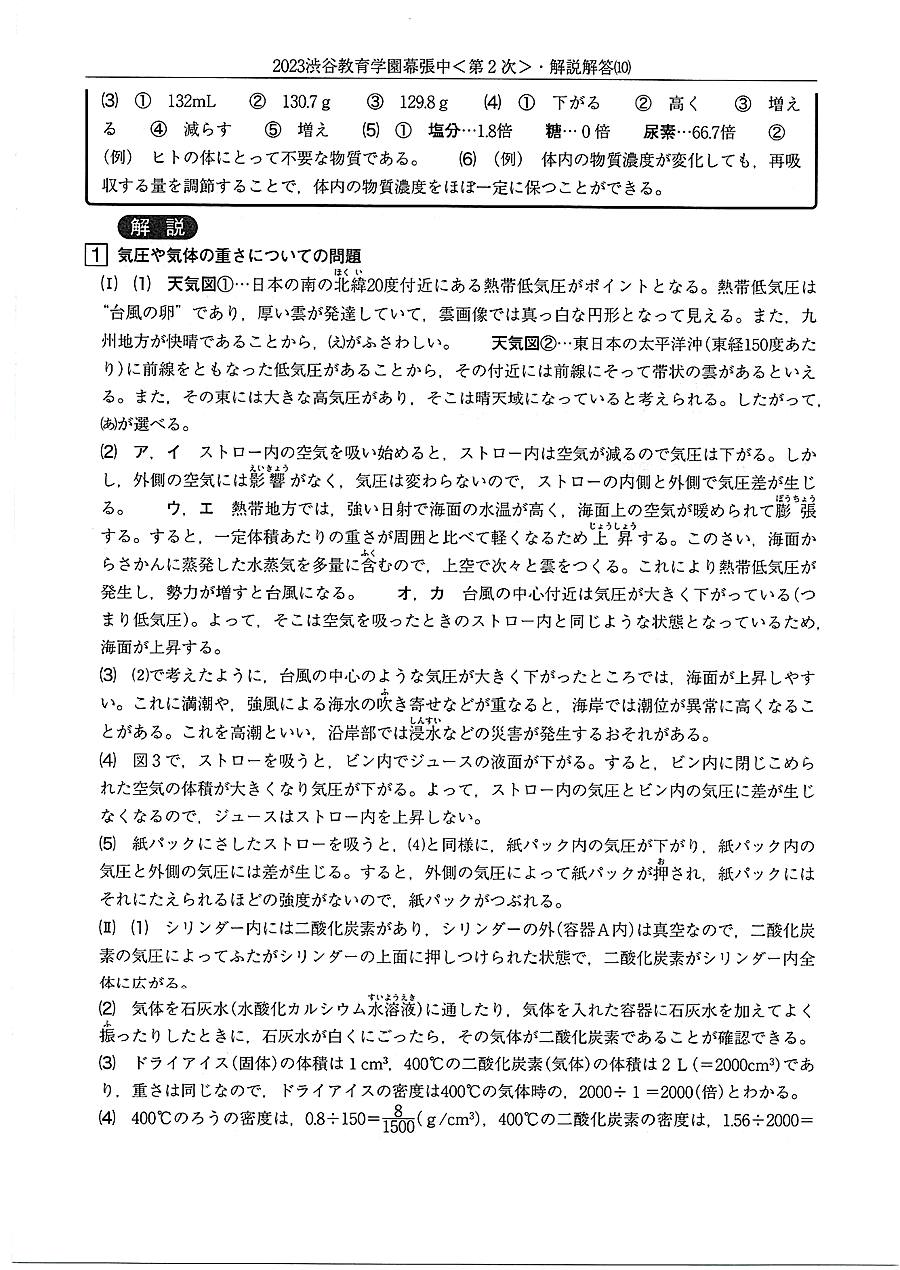 2023渋谷教育学園幕張中<第2次>・解説解答⑽
⑶ ① 132mL ② 130.7g ③ 129.8g ⑷ ① 下がる ② 高く ③ 増え
る ④ 減らす ⑤ 増え ⑸ ① 塩分…1.8倍 糖…0倍 尿素…66.7倍 ②
(例) ヒトの体にとって不要な物質である。 ⑹ (例) 体内の物質濃度が変化しても，再吸
収する量を調節することで，体内の物質濃度をほぼ一定に保つことができる。
解説
1 気圧や気体の重さについての問題
(Ⅰ) ⑴ 天気図①…日本の南の北緯20度付近にある熱帯低気圧がポイントとなる。熱帯低気圧は
“台風の卵”であり，厚い雲が発達していて，雲画像では真っ白な円形となって見える。また，九
州地方が快晴であることから，(え)がふさわしい。 天気図②…東日本の太平洋沖(東経150度あた
り)に前線をともなった低気圧があることから，その付近には前線にそって帯状の雲があるといえ
る。また，その東には大きな高気圧があり，そこは晴天域になっていると考えられる。したがって，
(あ)が選べる。
⑵ ア，イ ストロー内の空気を吸い始めると，ストロー内は空気が減るので気圧は下がる。しか
し，外側の空気には影響がなく，気圧は変わらないので，ストローの内側と外側で気圧差が生じ
る。 ウ，エ 熱帯地方では，強い日射で海面の水温が高く，海面上の空気が暖められて膨張
する。すると，一定体積あたりの重さが周囲と比べて軽くなるため上昇する。このさい，海面か
らさかんに蒸発した水蒸気を多量に含むので，上空で次々と雲をつくる。これにより熱帯低気圧が
発生し，勢力が増すと台風になる。 オ，カ 台風の中心付近は気圧が大きく下がっている(つ
まり低気圧)。よって，そこは空気を吸ったときのストロー内と同じような状態となっているため，
海面が上昇する。
⑶ ⑵で考えたように，台風の中心のような気圧が大きく下がったところでは，海面が上昇しやす
い。これに満潮や，強風による海水の吹き寄せなどが重なると，海岸では潮位が異常に高くなるこ
とがある。これを高潮といい，沿岸部では浸水などの災害が発生するおそれがある。
⑷ 図3で，ストローを吸うと，ビン内でジュースの液面が下がる。すると，ビン内に閉じこめら
れた空気の体積が大きくなり気圧が下がる。よって，ストロー内の気圧とビン内の気圧に差が生じ
なくなるので，ジュースはストロー内を上昇しない。
⑸ 紙パックにさしたストローを吸うと，⑷と同様に，紙パック内の気圧が下がり，紙パック内の
気圧と外側の気圧には差が生じる。すると，外側の気圧によって紙パックが押され，紙パックには
それにたえられるほどの強度がないので，紙パックがつぶれる。
(Ⅱ) ⑴ シリンダー内には二酸化炭素があり，シリンダーの外(容器A内)は真空なので，二酸化炭
素の気圧によってふたがシリンダーの上面に押しつけられた状態で，二酸化炭素がシリンダー内全
体に広がる。
⑵ 気体を石灰水(水酸化カルシウム水溶液)に通したり，気体を入れた容器に石灰水を加えてよく
振ったりしたときに，石灰水が白くにごったら，その気体が二酸化炭素であることが確認できる。
⑶ ドライアイス(固体)の体積は1cm³，400℃の二酸化炭素(気体)の体積は2L(=2000cm³)であ
り，重さは同じなので，ドライアイスの密度は400℃の気体時の，2000÷1=2000(倍)とわかる。
⑷ 400℃のろうの密度は，0.8÷150=8/1500(g/cm³)，400℃の二酸化炭素の密度は，1.56÷2000=